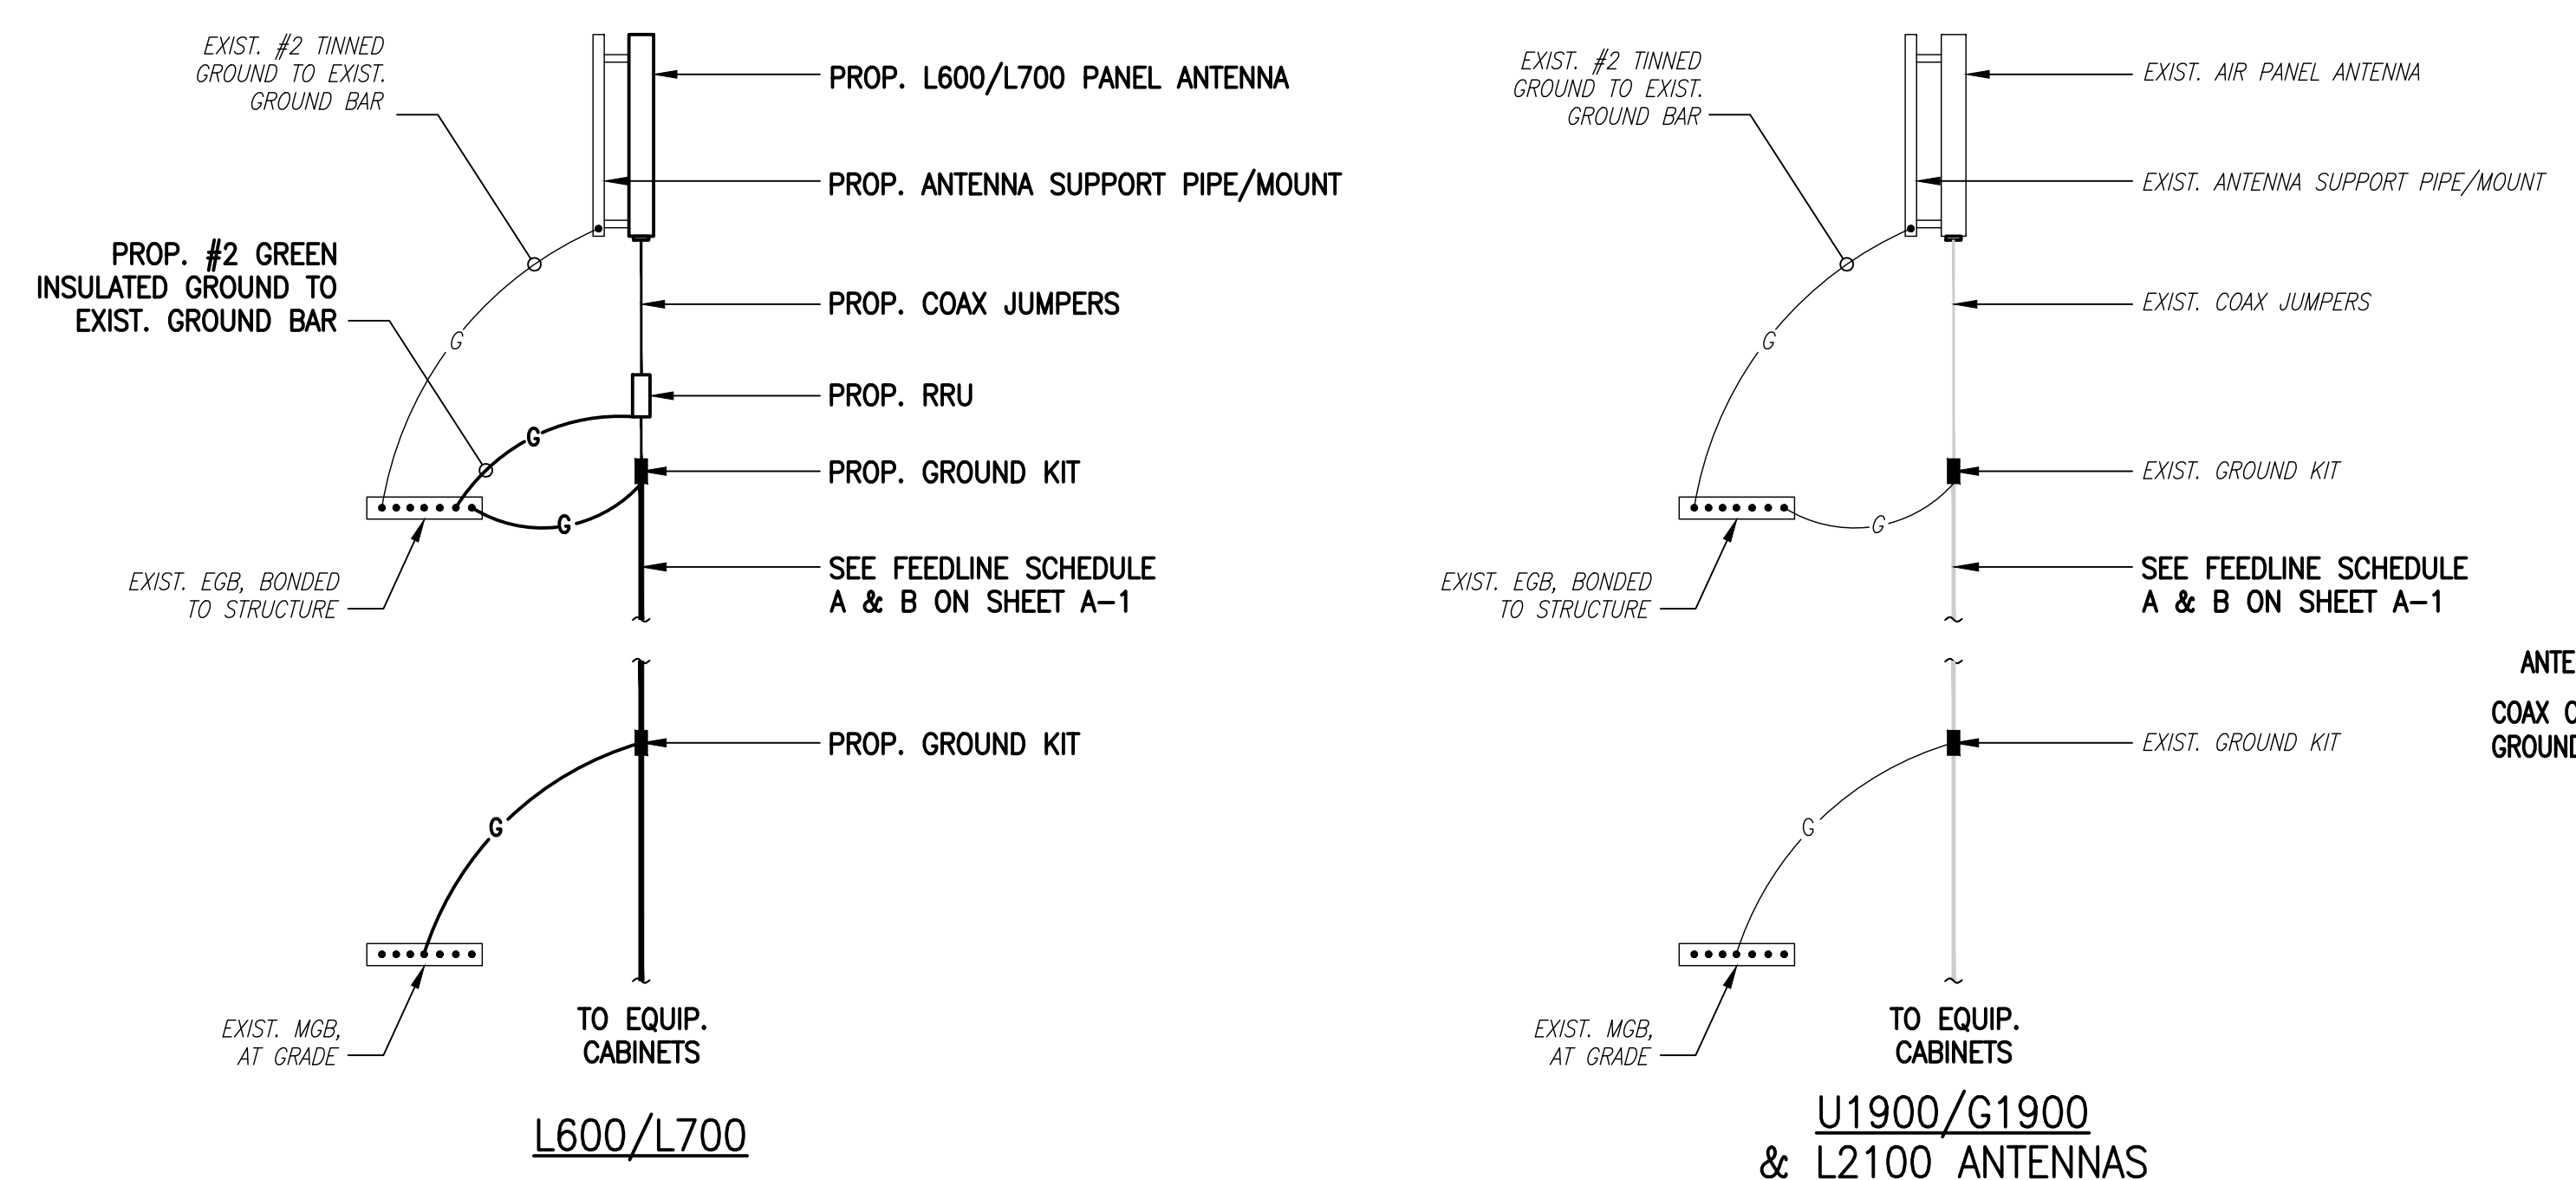 EXIST. #2 TINNED
GROUND TO EXIST.
GROUND BAR
PROP. L600/L700 PANEL ANTENNA
PROP. ANTENNA SUPPORT PIPE/MOUNT
PROP. #2 GREEN
INSULATED GROUND TO
EXIST. GROUND BAR
PROP. COAX JUMPERS
G
PROP. RRU
G
PROP. GROUND KIT
G
SEE FEEDLINE SCHEDULE
A & B ON SHEET A-1
EXIST. EGB, BONDED
TO STRUCTURE
PROP. GROUND KIT
G
EXIST. MGB,
AT GRADE
TO EQUIP.
CABINETS
L600/L700
EXIST. #2 TINNED
GROUND TO EXIST.
GROUND BAR
EXIST. AIR PANEL ANTENNA
EXIST. ANTENNA SUPPORT PIPE/MOUNT
EXIST. COAX JUMPERS
G
EXIST. GROUND KIT
G
SEE FEEDLINE SCHEDULE
A & B ON SHEET A-1
EXIST. EGB, BONDED
TO STRUCTURE
EXIST. GROUND KIT
G
EXIST. MGB,
AT GRADE
TO EQUIP.
CABINETS
U1900/G1900
& L2100 ANTENNAS
ANTE
COAX
GROUND